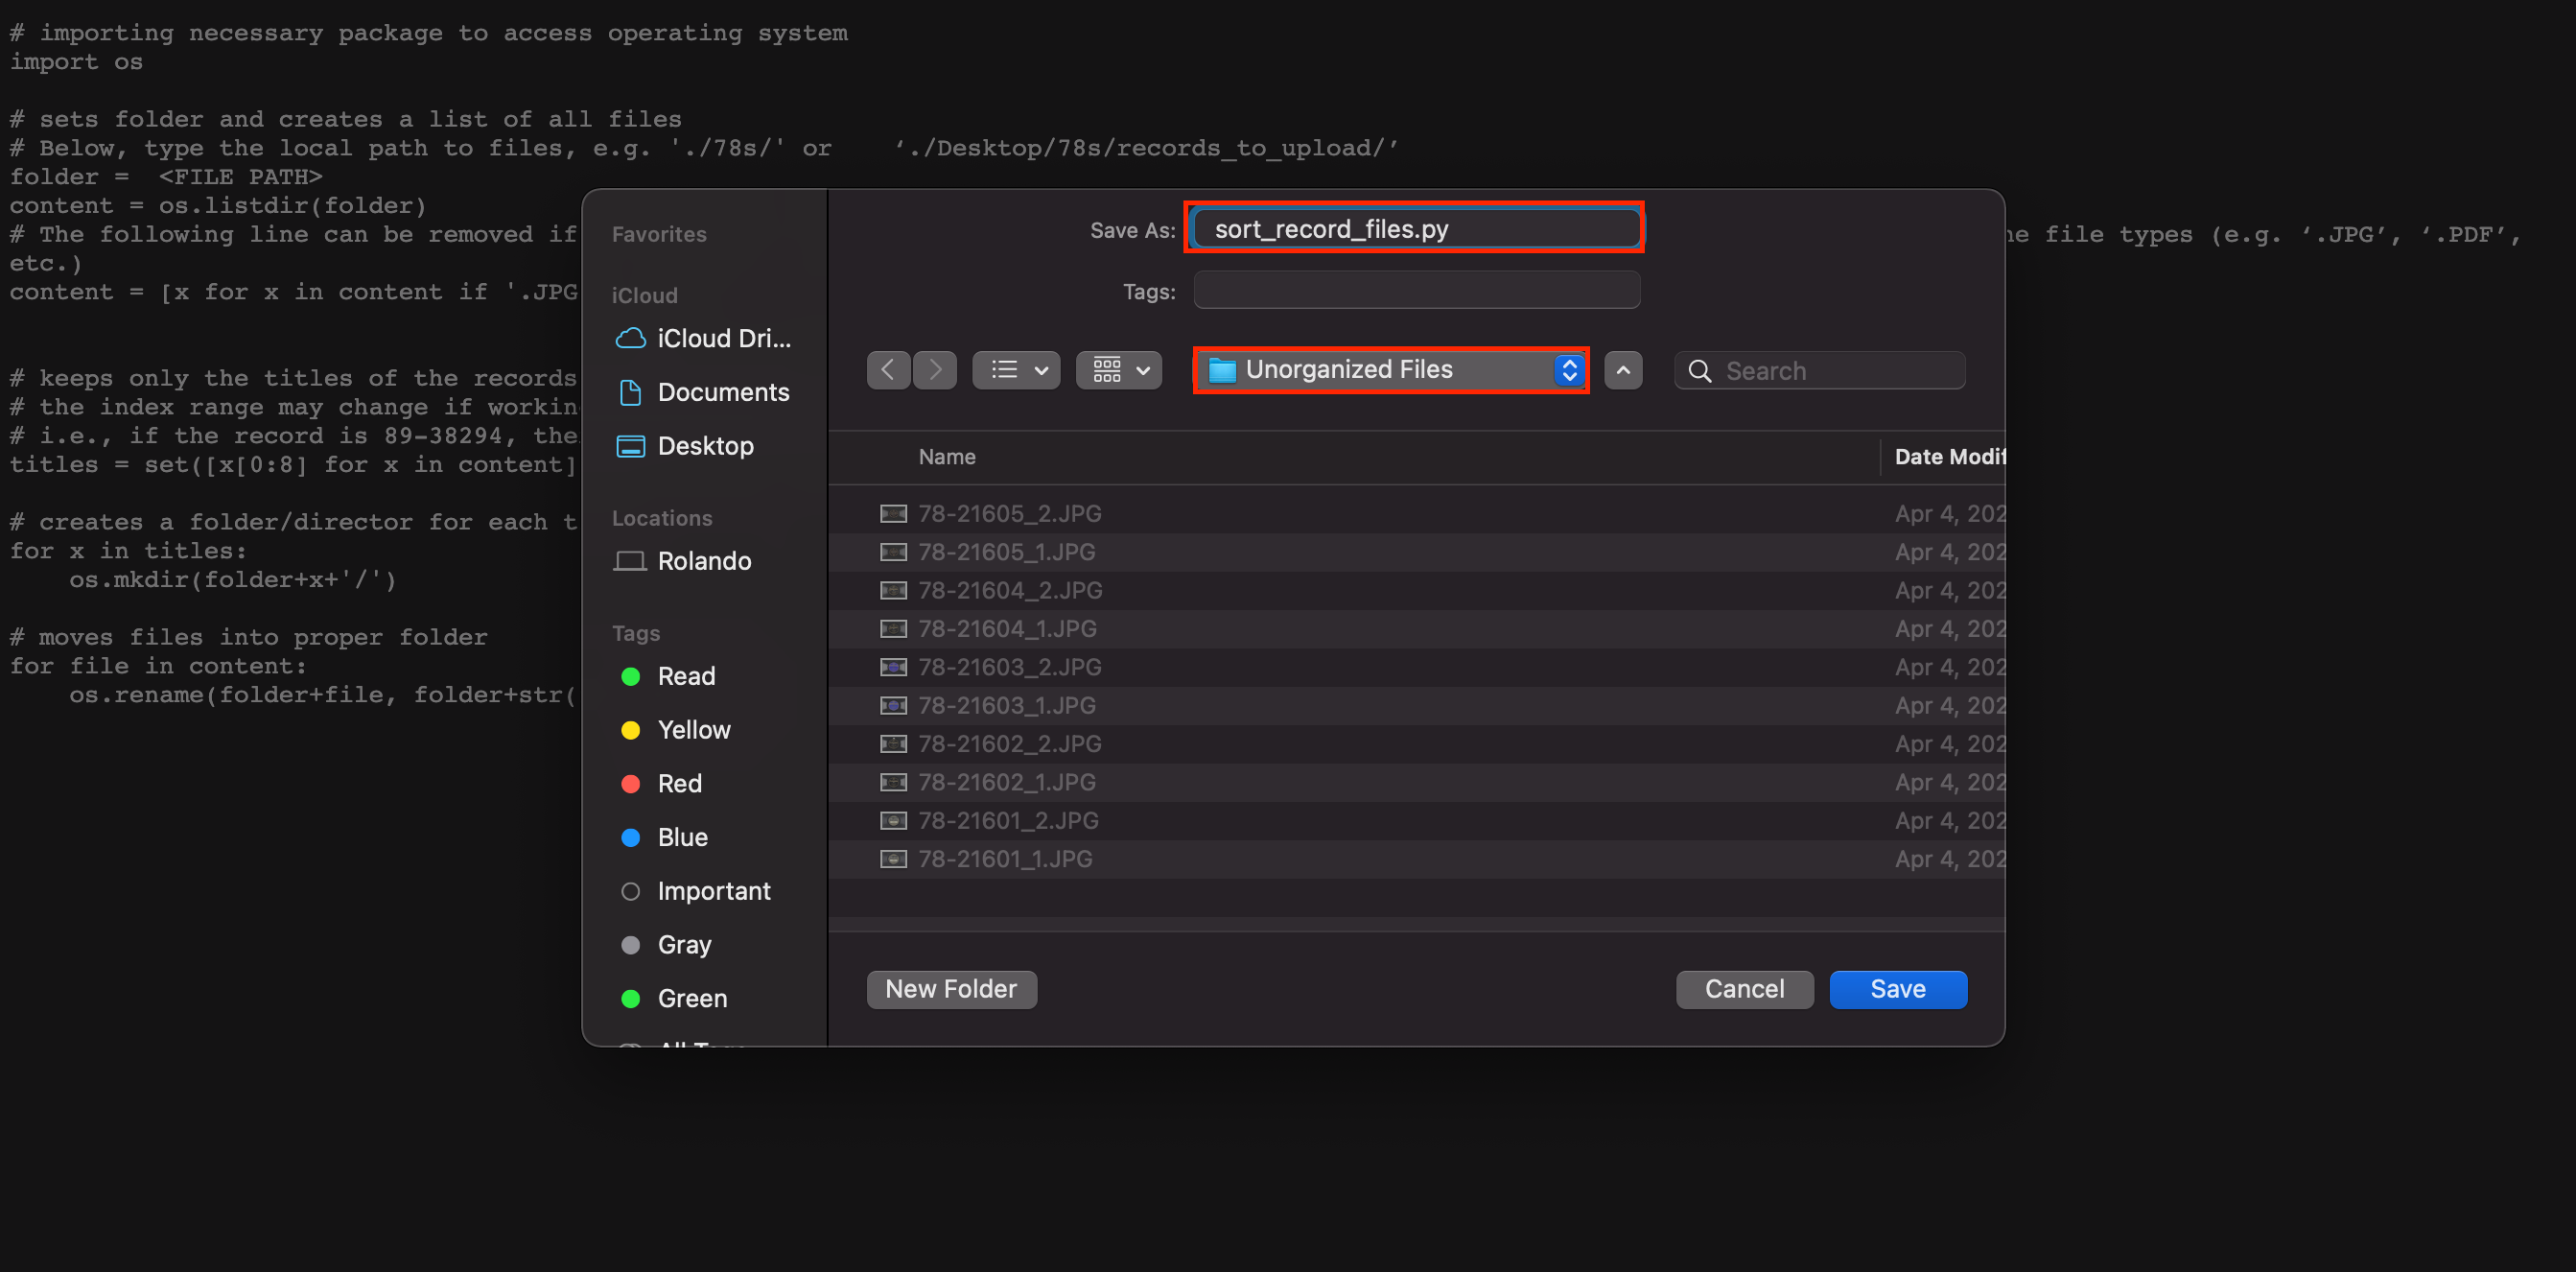 # importing necessary package to access operating system
import os
# sets folder and creates a list of all files
# Below, type the local path to files, e.g. './78s/' or    ‘./Desktop/78s/records_to_upload/’
folder =  <FILE PATH>
content = os.listdir(folder)
# The following line can be removed if
file types (e.g. ‘.JPG’, ‘.PDF’,
etc.)
content = [x for x in content if '.JPG
# keeps only the titles of the records
# the index range may change if workin
# i.e., if the record is 89-38294, the
titles = set([x[0:8] for x in content]
# creates a folder/director for each t
for x in titles:
    os.mkdir(folder+x+'/')
# moves files into proper folder
for file in content:
    os.rename(folder+file, folder+str(
Favorites
iCloud
iCloud Dri...
Documents
Desktop
Locations
Rolando
Tags
Read
Yellow
Red
Blue
Important
Gray
Green
Save As: sort_record_files.py
Tags:
Unorganized Files
Search
Name
Date Modif
78-21605_2.JPG Apr 4, 202
78-21605_1.JPG Apr 4, 202
78-21604_2.JPG Apr 4, 202
78-21604_1.JPG Apr 4, 202
78-21603_2.JPG Apr 4, 202
78-21603_1.JPG Apr 4, 202
78-21602_2.JPG Apr 4, 202
78-21602_1.JPG Apr 4, 202
78-21601_2.JPG Apr 4, 202
78-21601_1.JPG Apr 4, 202
New Folder
Cancel
Save